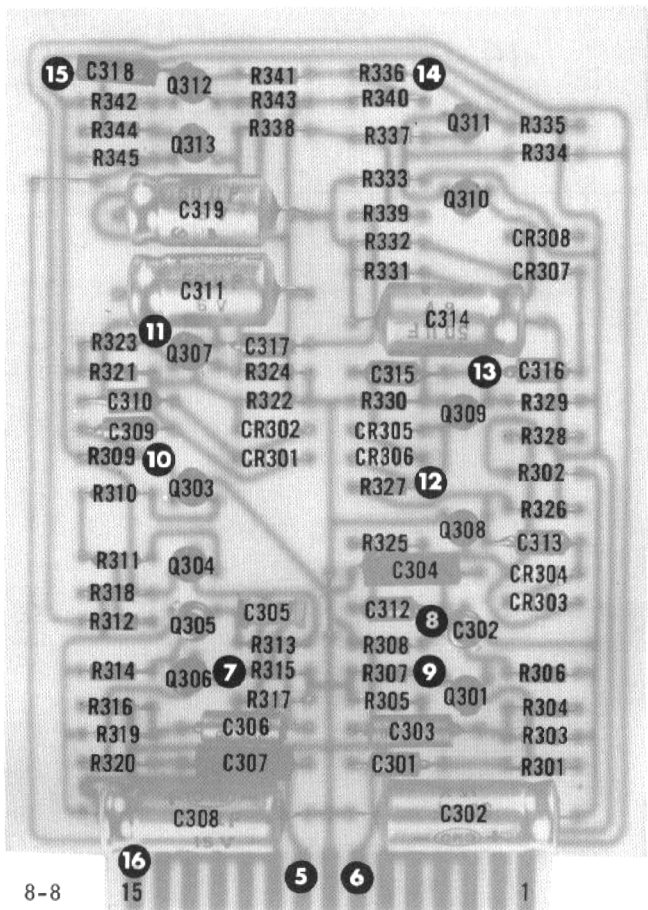 15 C318 Q312 R341 R336 14
R342 R343 R340
R344 Q313 R338 R337 Q311 R335
R345 R334
R333
C319 R339 Q310
R332 CR308
R331 CR307
C311 C314
50UF
11
R323 Q307 C317
R321 R324 C315 13 C316
C310 R322 R330 Q309 R329
C309 CR302 CR305 R328
R309 10 CR301 CR306 R302
R310 Q303 R327 12
R326
Q308
R311 Q304 R325 C313
C304 CR304
R318 CR303
R312 Q305 C305 C312 8 C302
R313 R308
R314 Q306 7 R315 R307 9 R306
R316 R317 R305 Q301 R304
R319 C306 C303 R303
R320 C307 C301 R301
C308 C302
15V
16 5 6
8-8 15 1